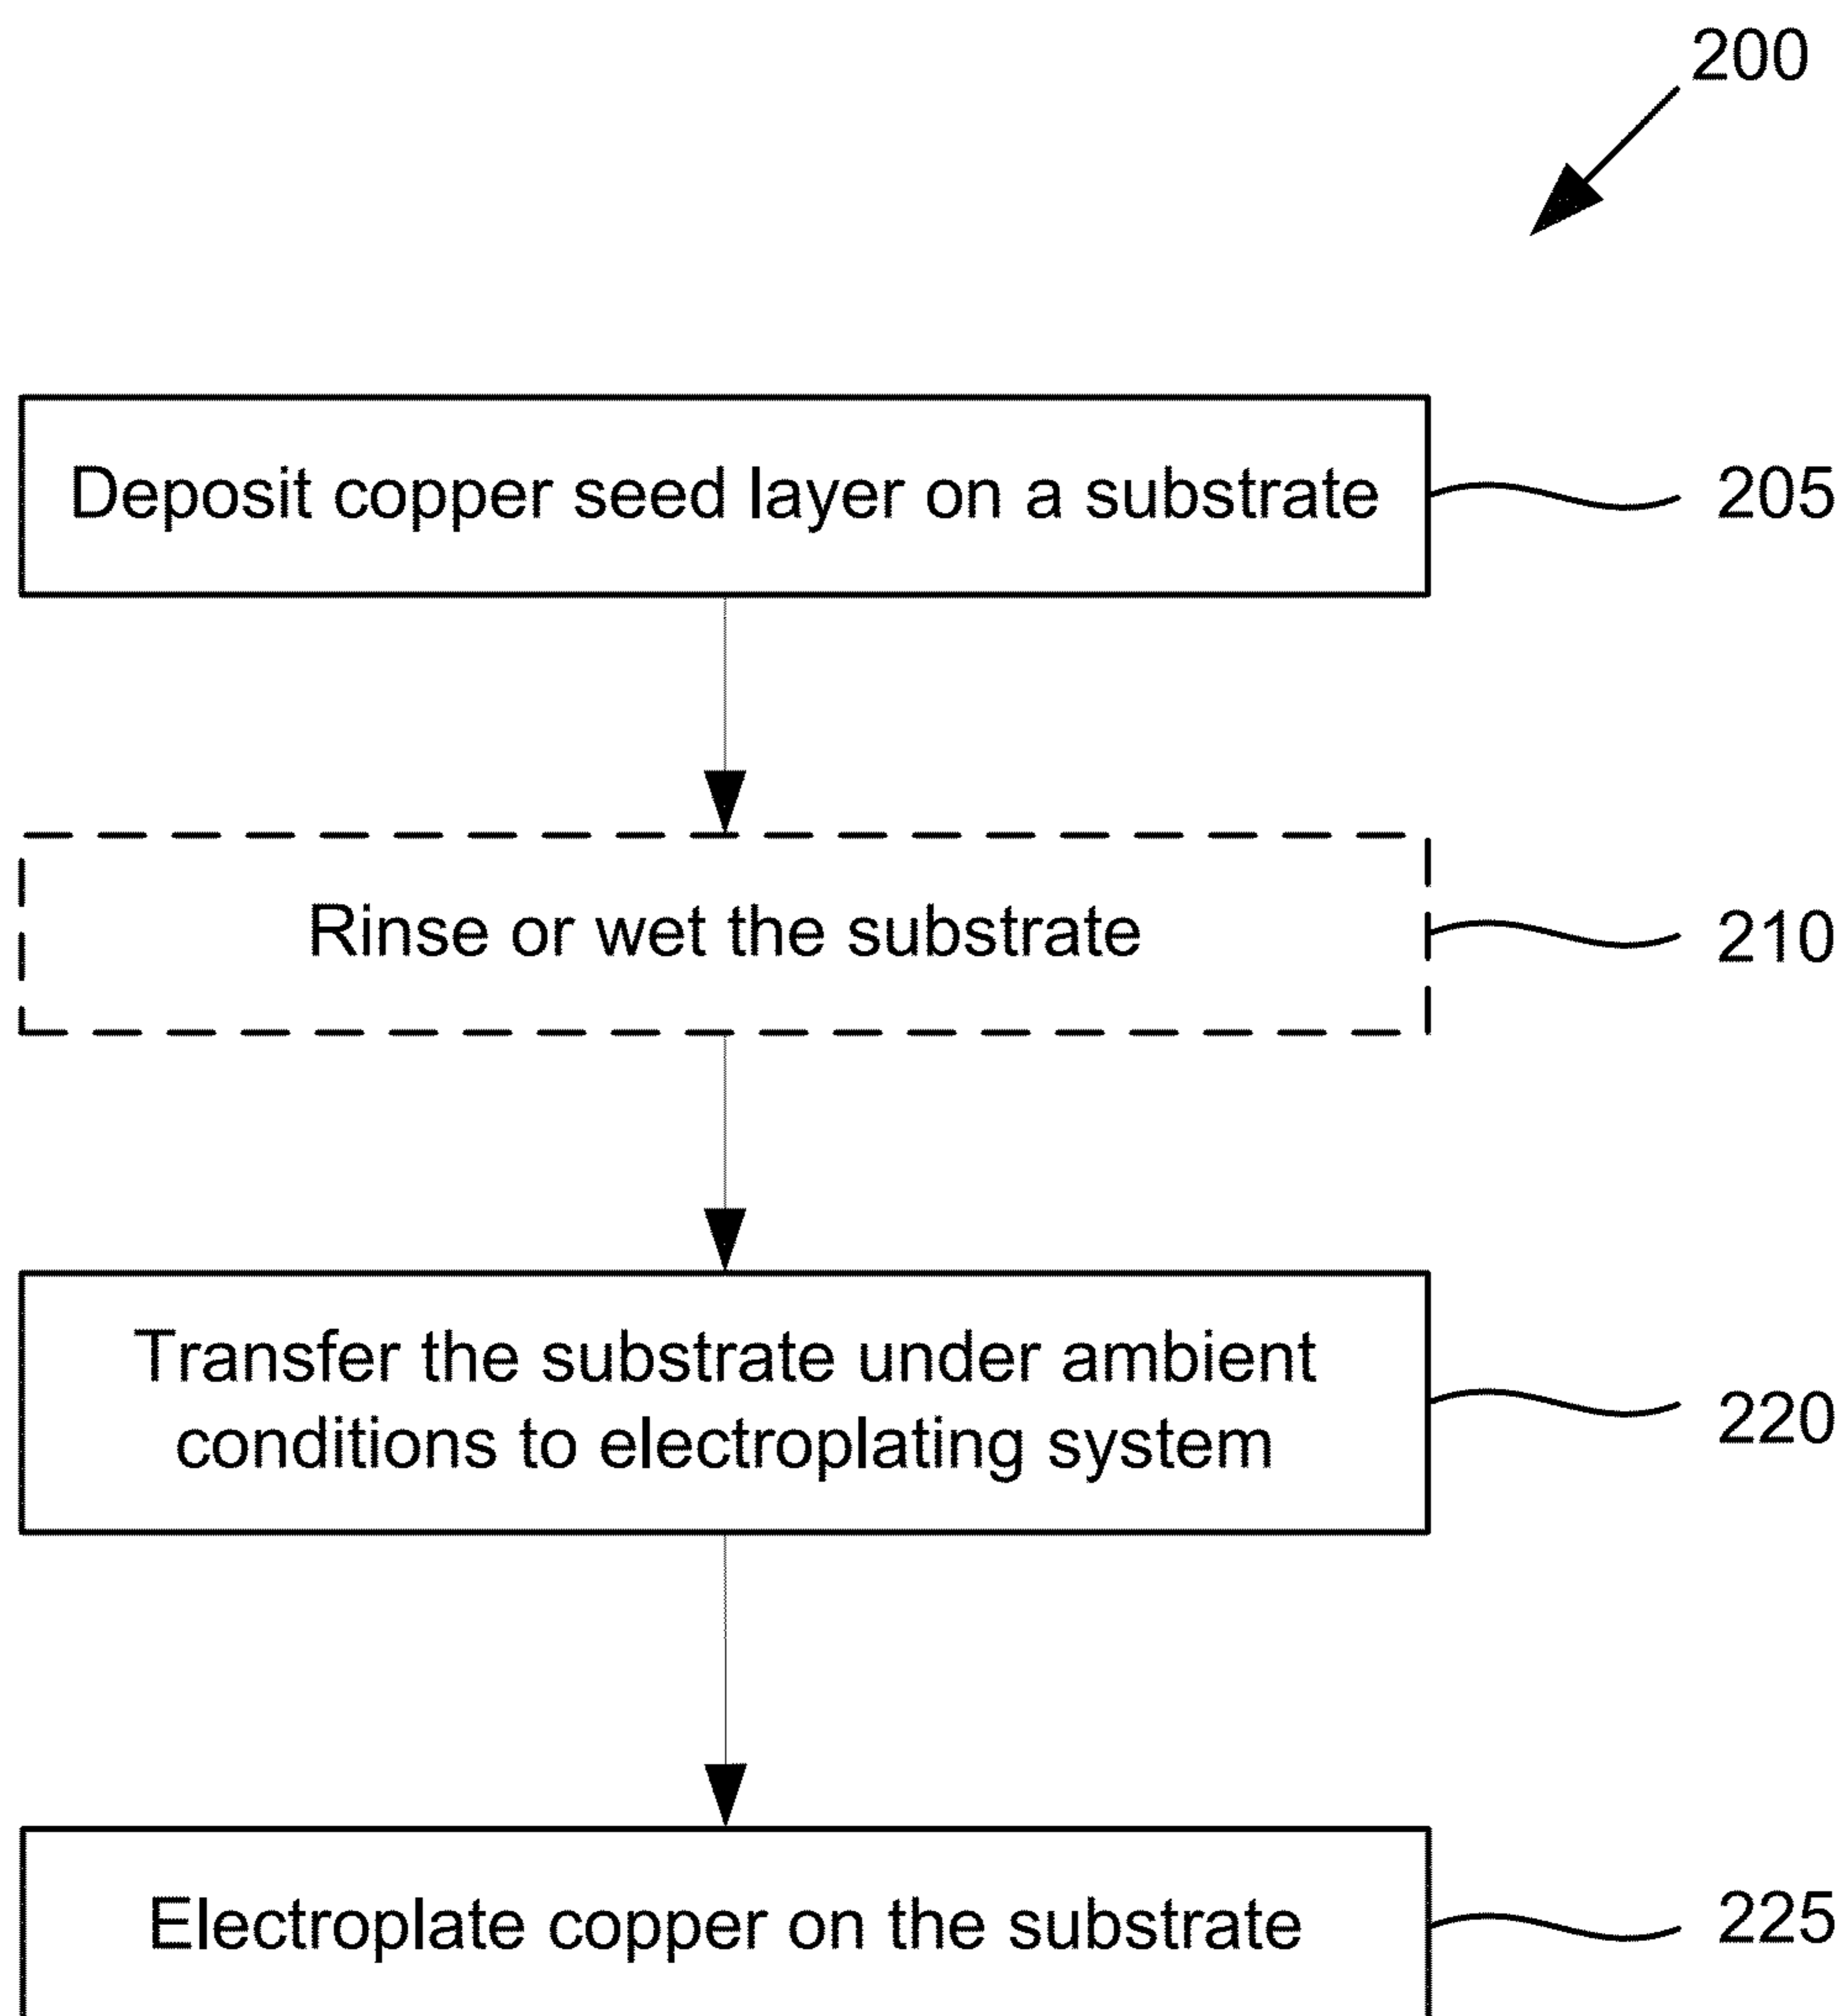 200
Deposit copper seed layer on a substrate
205
Rinse or wet the substrate
210
Transfer the substrate under ambient
conditions to electroplating system
220
Electroplate copper on the substrate
225